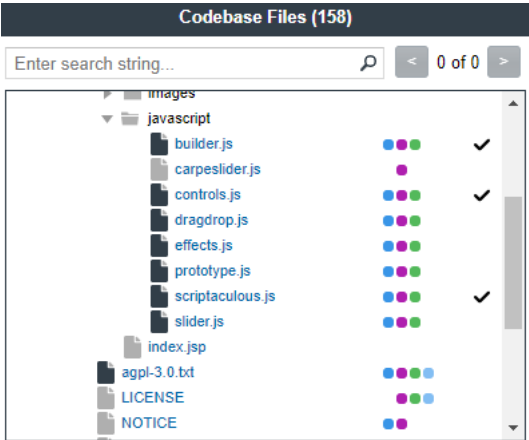 Codebase Files (158)
Enter search string...
< 0 of 0 >
images
javascript
builder.js
carpeslider.js
controls.js
dragdrop.js
effects.js
prototype.js
scriptaculous.js
slider.js
index.jsp
agpl-3.0.txt
LICENSE
NOTICE